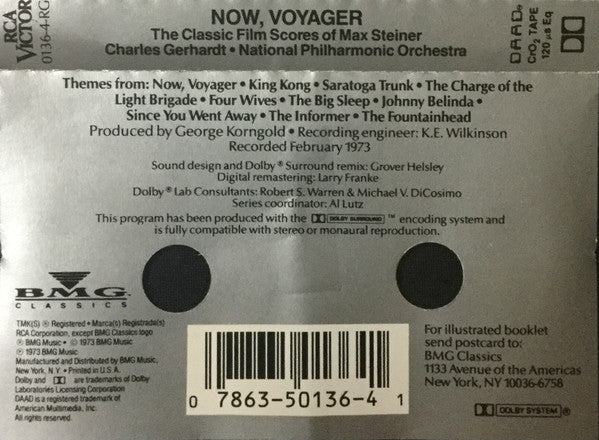 RCA
VICTOR
0136-4-RG
NOW, VOYAGER
The Classic Film Scores of Max Steiner
Charles Gerhardt • National Philharmonic Orchestra
DAAD
CrO₂ TAPE
120 µs Eq
Themes from: Now, Voyager • King Kong • Saratoga Trunk • The Charge of the
Light Brigade • Four Wives • The Big Sleep • Johnny Belinda •
Since You Went Away • The Informer • The Fountainhead
Produced by George Korngold • Recording engineer: K.E. Wilkinson
Recorded February 1973
Sound design and Dolby® Surround remix: Grover Helsley
Digital remastering: Larry Franke
Dolby® Lab Consultants: Robert S. Warren & Michael V. DiCosimo
Series coordinator: Al Lutz
This program has been produced with the DOLBY SURROUND ™ encoding system and
is fully compatible with stereo or monaural reproduction.
BMG
CLASSICS
TMK(S) ® Registered • Marca(s) Registrada(s)
RCA Corporation, except BMG Classics logo
® BMG Music • © 1973 BMG Music
℗ 1973 BMG Music
Manufactured and Distributed by BMG Music,
New York, N.Y. • Printed in U.S.A.
Dolby and are trademarks of Dolby
Laboratories Licensing Corporation
DAAD is a registered trademark of
American Multimedia, Inc.
All rights reserved.
0 7863-50136-4 1
For illustrated booklet
send postcard to:
BMG Classics
1133 Avenue of the Americas
New York, NY 10036-6758
DOLBY SYSTEM ®